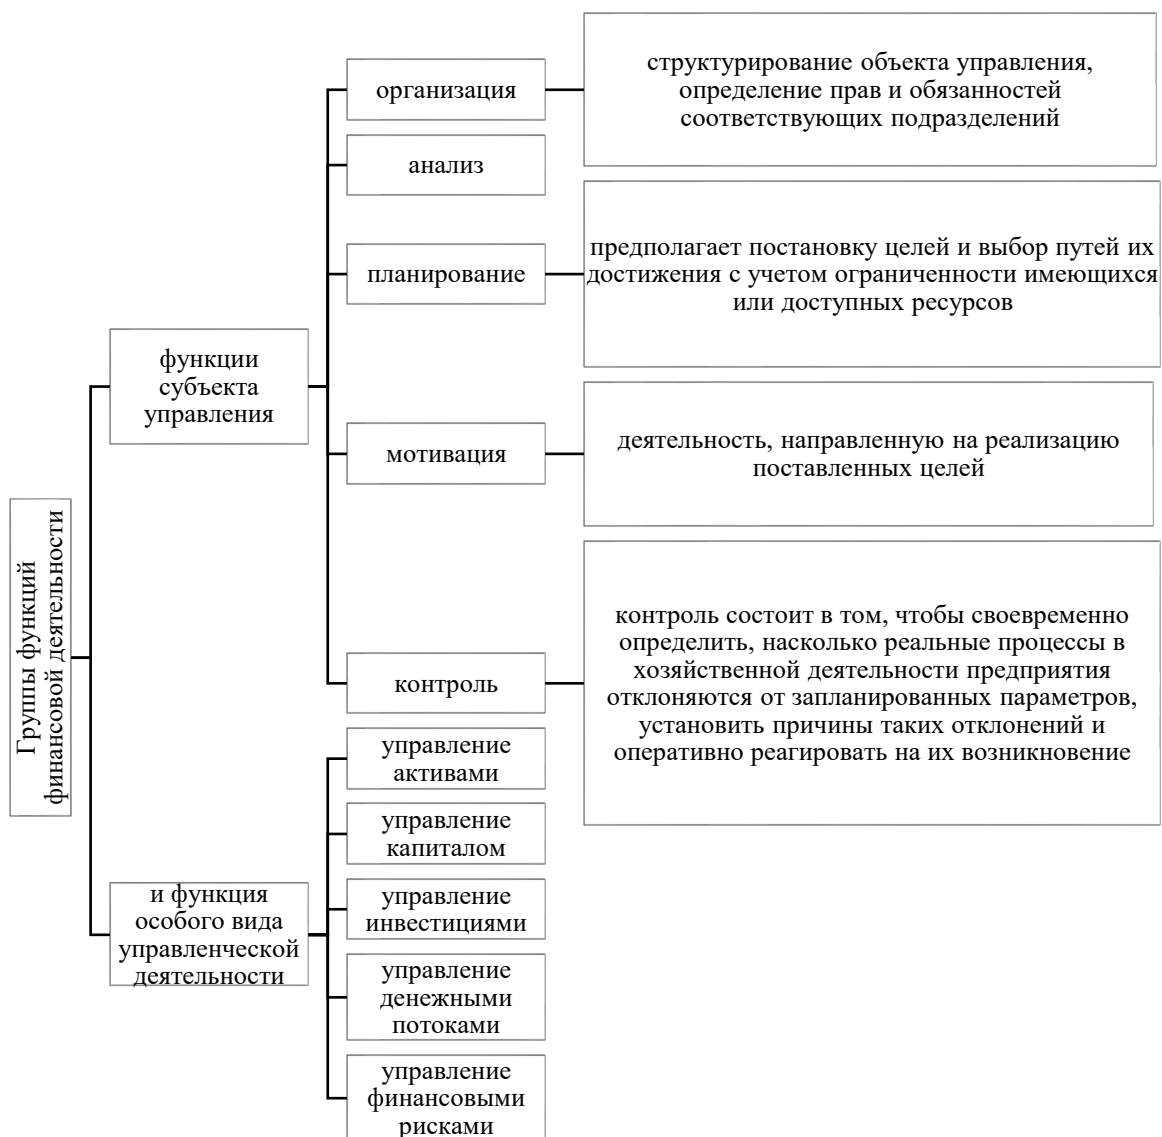 Группы функций
финансовой деятельности
функции
субъекта
управления
организация
структурирование объекта управления,
определение прав и обязанностей
соответствующих подразделений
анализ
планирование
предполагает постановку целей и выбор путей их
достижения с учетом ограниченности имеющихся
или доступных ресурсов
мотивация
деятельность, направленную на реализацию
поставленных целей
контроль
контроль состоит в том, чтобы своевременно
определить, насколько реальные процессы в
хозяйственной деятельности предприятия
отклоняются от запланированных параметров,
установить причины таких отклонений и
оперативно реагировать на их возникновение
и функция
особого вида
управленческой
деятельности
управление
активами
управление
капиталом
управление
инвестициями
управление
денежными
потоками
управление
финансовыми
рисками